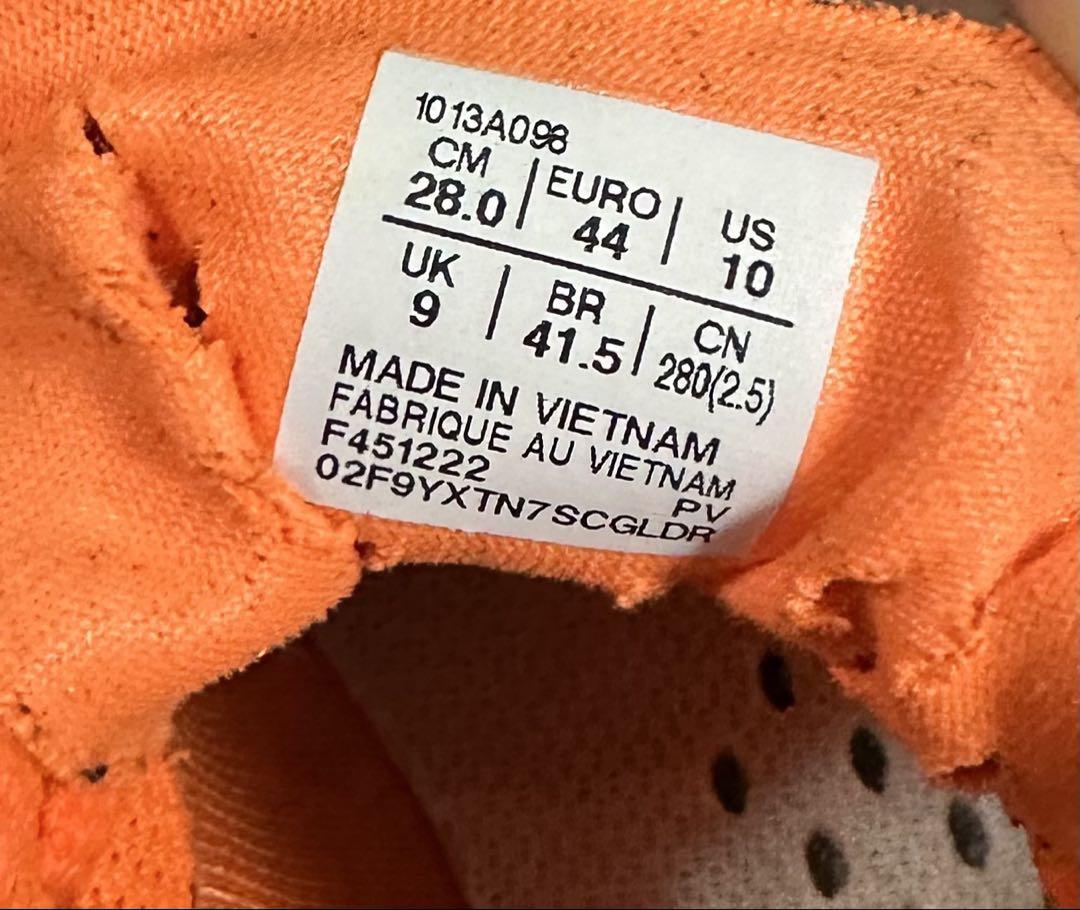 1013A098
CM | EURO | US
28.0 | 44 | 10
UK | BR | CN
9 | 41.5 | 280(2.5)
MADE IN VIETNAM
FABRIQUE AU VIETNAM
F451222 PV
02F9YXTN7SCGLDR